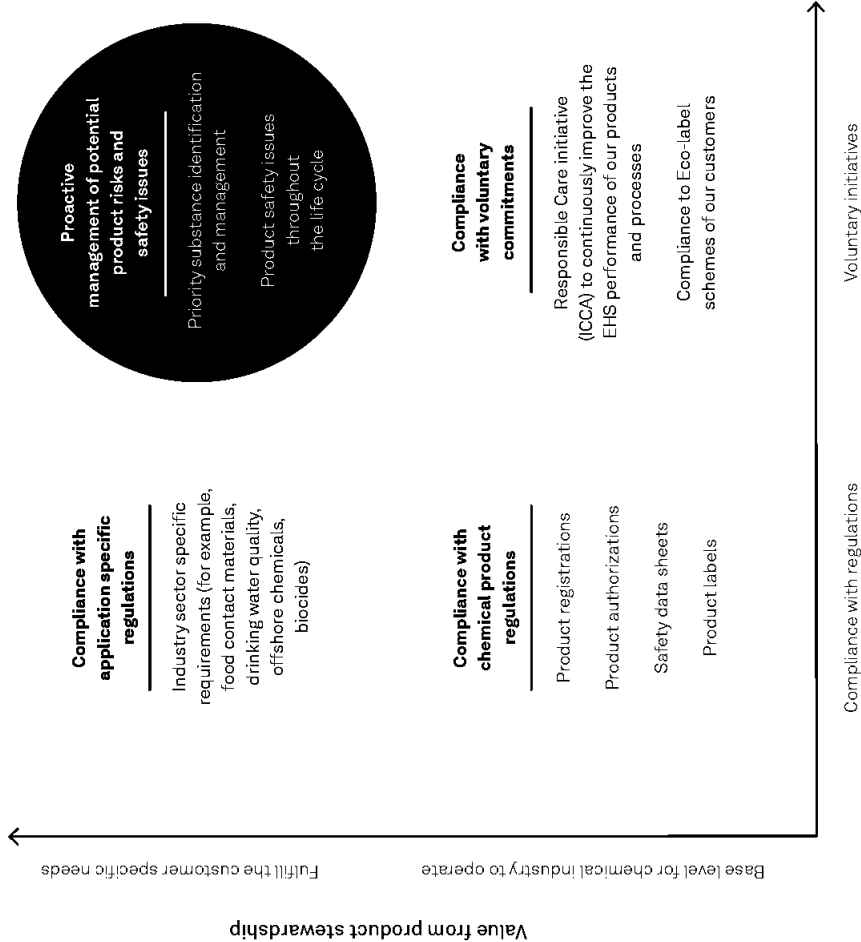 Value from product stewardship
Fulfill the customer specific needs
Base level for chemical industry to operate
Compliance with
application specific
regulations
Industry sector specific
requirements (for example,
food contact materials,
drinking water quality,
offshore chemicals,
biocides)
Proactive
management of potential
product risks and
safety issues
Priority substance identification
and management
Product safety issues
throughout
the life cycle
Compliance with
chemical product
regulations
Product registrations
Product authorizations
Safety data sheets
Product labels
Compliance
with voluntary
commitments
Responsible Care initiative
(ICCA) to continuously improve the
EHS performance of our products
and processes
Compliance to Eco-label
schemes of our customers
Compliance with regulations
Voluntary initiatives